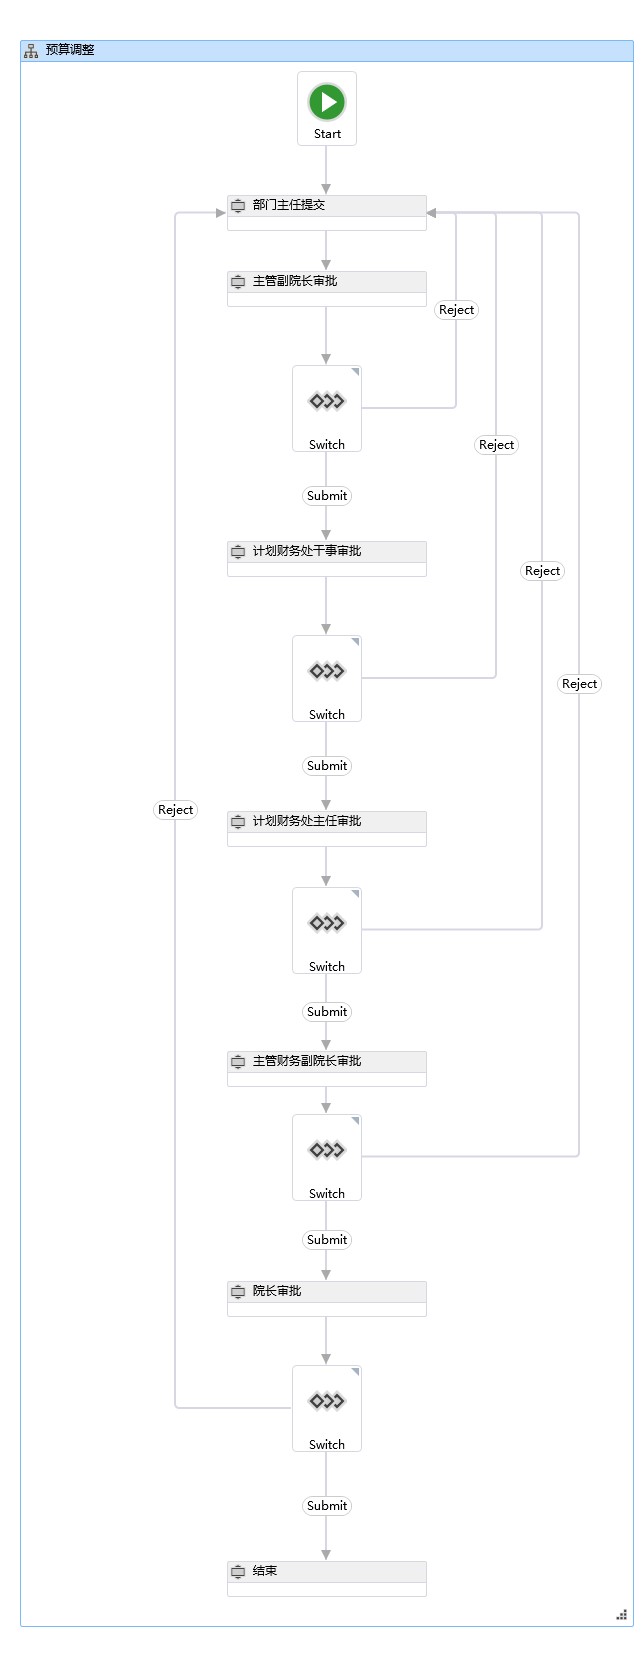 预算调整
Start
部门主任提交
主管副院长审批
Reject
Switch
Reject
Submit
计划财务处干事审批
Reject
Reject
Switch
Submit
Reject
计划财务处主任审批
Switch
Submit
主管财务副院长审批
Switch
Submit
院长审批
Switch
Submit
结束